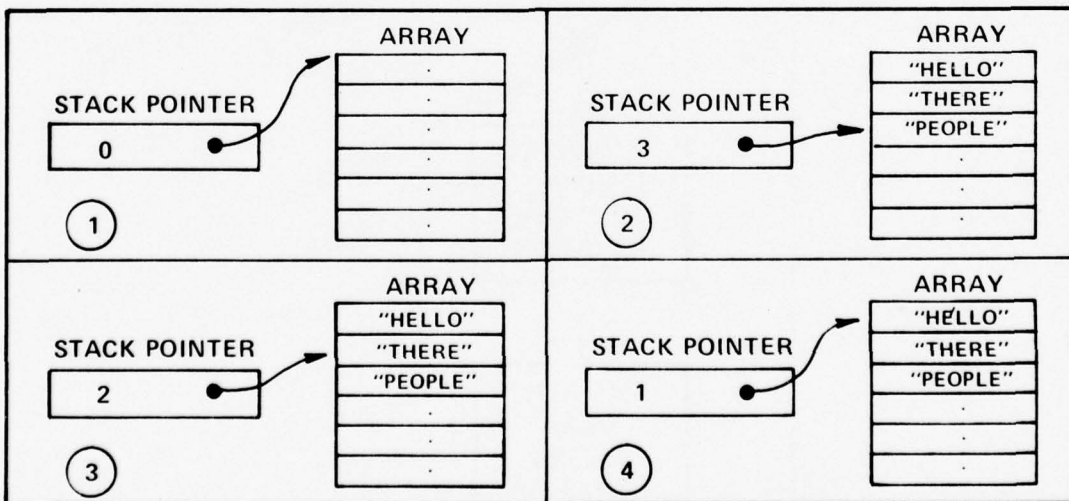 ARRAY
STACK POINTER
0
1
ARRAY
"HELLO"
"THERE"
"PEOPLE"
STACK POINTER
3
2
ARRAY
"HELLO"
"THERE"
"PEOPLE"
STACK POINTER
2
3
ARRAY
"HELLO"
"THERE"
"PEOPLE"
STACK POINTER
1
4